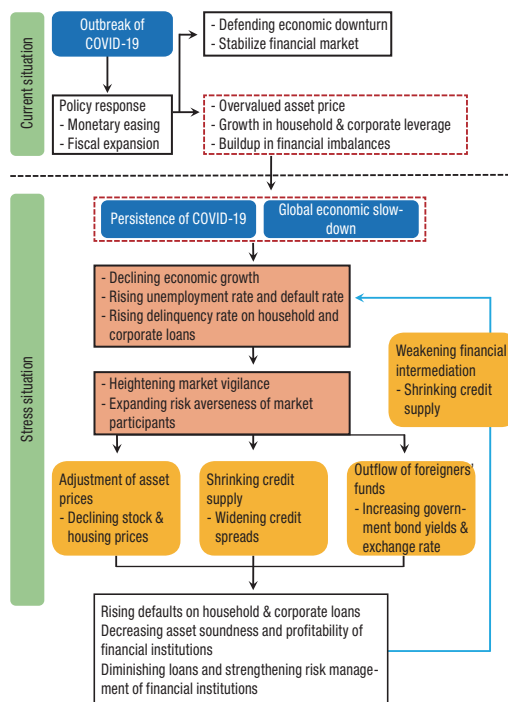 Current situation
Outbreak of
COVID-19
- Defending economic downturn
- Stabilize financial market
Policy response
- Monetary easing
- Fiscal expansion
- Overvalued asset price
- Growth in household & corporate leverage
- Buildup in financial imbalances
Stress situation
Persistence of COVID-19
Global economic slow-
down
- Declining economic growth
- Rising unemployment rate and default rate
- Rising delinquency rate on household and
corporate loans
Weakening financial
intermediation
- Shrinking credit
supply
- Heightening market vigilance
- Expanding risk averseness of market
participants
Adjustment of asset
prices
- Declining stock &
housing prices
Shrinking credit
supply
- Widening credit
spreads
Outflow of foreigners'
funds
- Increasing govern-
ment bond yields &
exchange rate
Rising defaults on household & corporate loans
Decreasing asset soundness and profitability of
financial institutions
Diminishing loans and strengthening risk manage-
ment of financial institutions